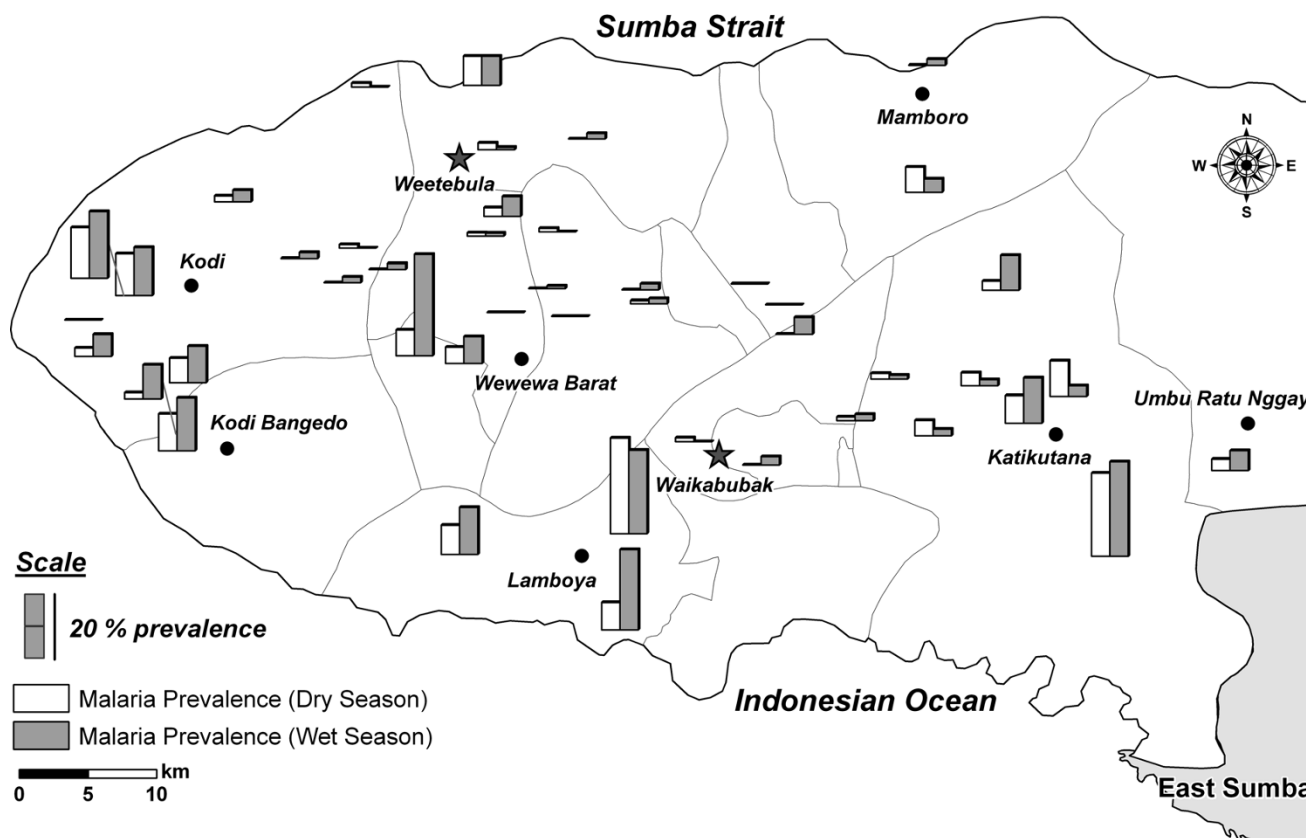 Sumba Strait
Mamboro
N
W
E
S
Weetebula
Kodi
Wewewa Barat
Umbu Ratu Nggay
Kodi Bangedo
Katikutana
Waikabubak
Lamboya
Scale
20 % prevalence
Malaria Prevalence (Dry Season)
Malaria Prevalence (Wet Season)
Indonesian Ocean
km
0 5 10
East Sumba